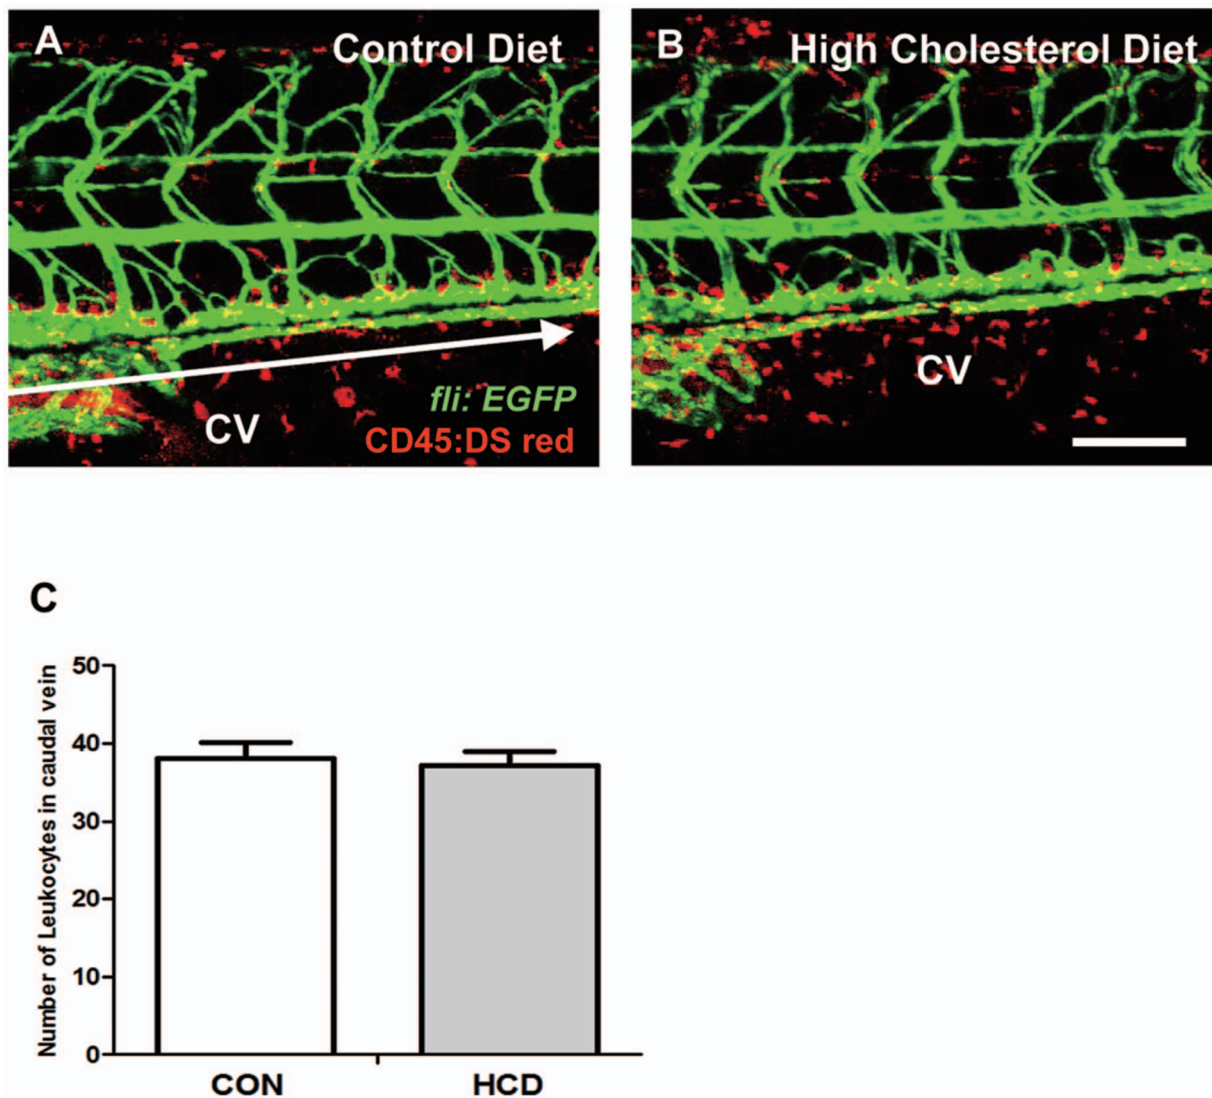 A
Control Diet
fli: EGFP
CD45:DS red
CV
B
High Cholesterol Diet
CV
C
Number of Leukocytes in caudal vein
50
40
30
20
10
0
CON
HCD